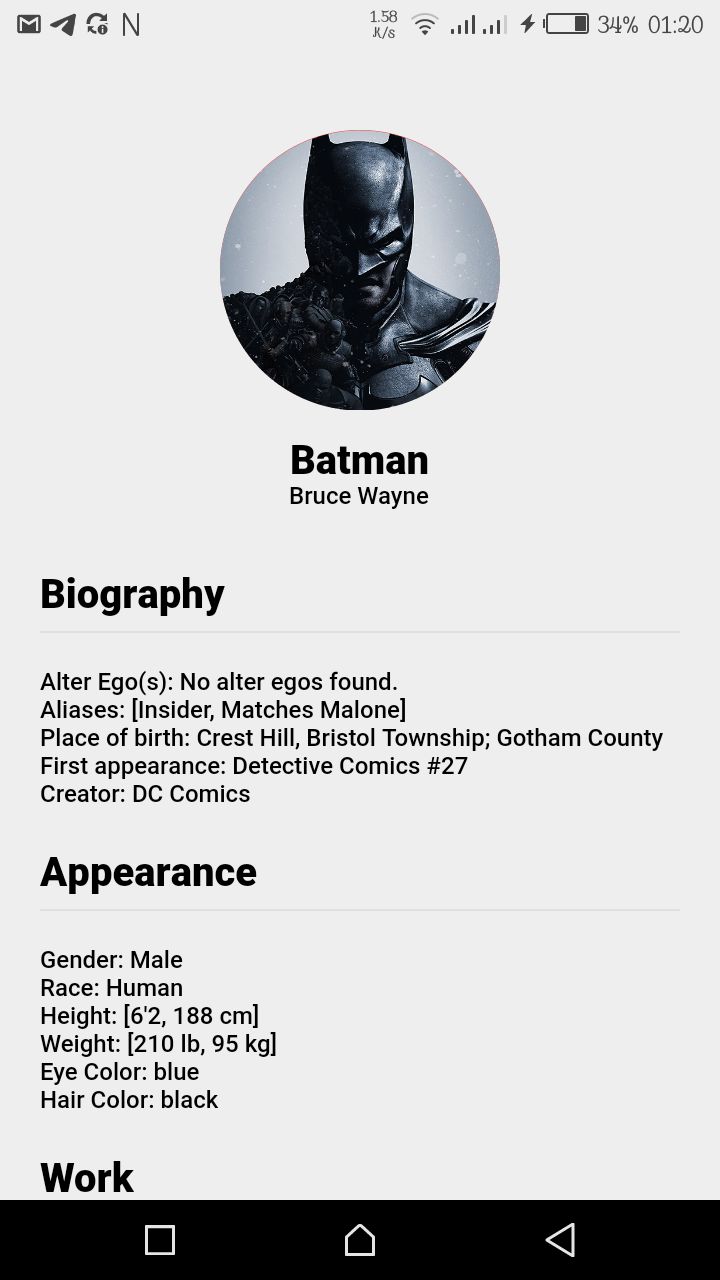 N 1.58 K/s 34% 01:20
Batman
Bruce Wayne
Biography
Alter Ego(s): No alter egos found.
Aliases: [Insider, Matches Malone]
Place of birth: Crest Hill, Bristol Township; Gotham County
First appearance: Detective Comics #27
Creator: DC Comics
Appearance
Gender: Male
Race: Human
Height: [6'2, 188 cm]
Weight: [210 lb, 95 kg]
Eye Color: blue
Hair Color: black
Work